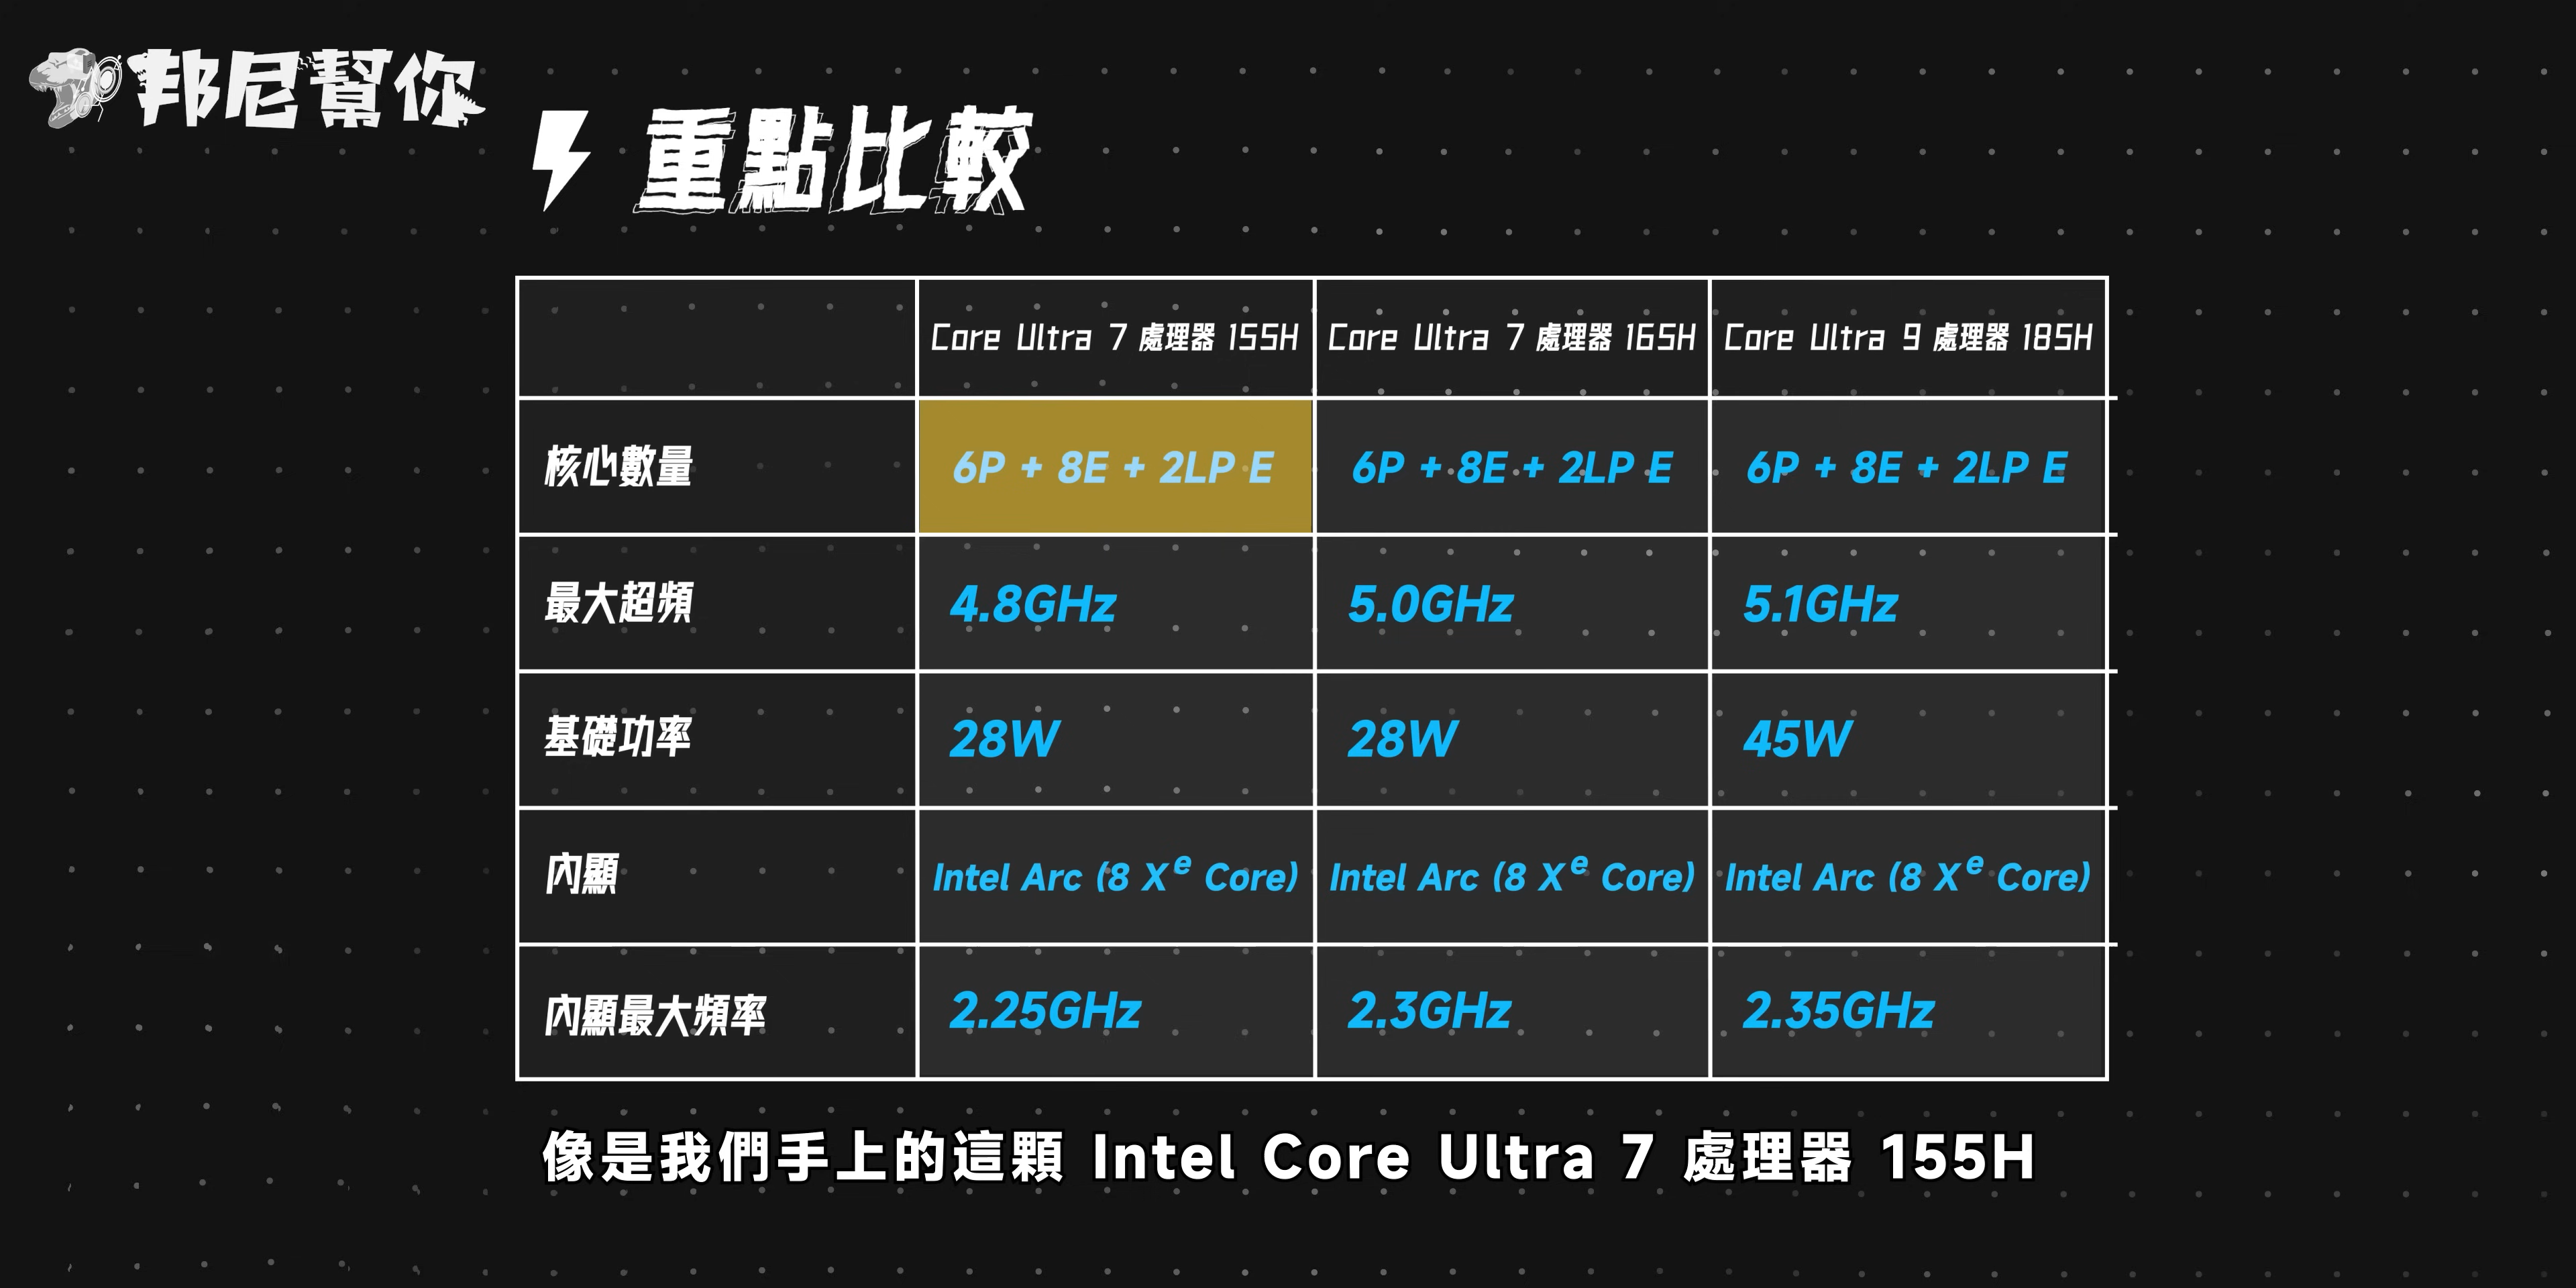 邦尼幫你
重點比較
Core Ultra 7 處理器 155H Core Ultra 7 處理器 165H Core Ultra 9 處理器 185H
核心數量 6P + 8E + 2LP E 6P + 8E + 2LP E 6P + 8E + 2LP E
最大超頻 4.8GHz 5.0GHz 5.1GHz
基礎功率 28W 28W 45W
內顯 Intel Arc (8 Xᵉ Core) Intel Arc (8 Xᵉ Core) Intel Arc (8 Xᵉ Core)
內顯最大頻率 2.25GHz 2.3GHz 2.35GHz
像是我們手上的這顆 Intel Core Ultra 7 處理器 155H